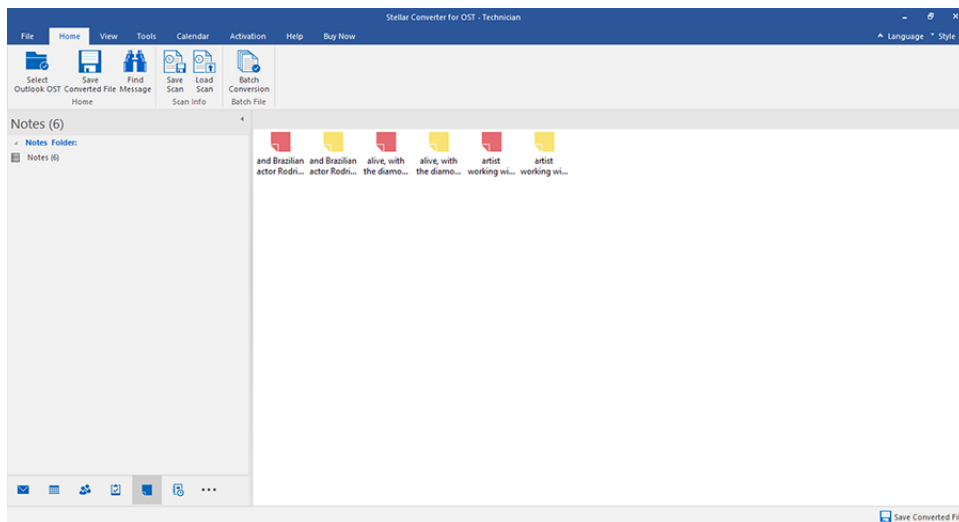 Stellar Converter for OST - Technician
File Home View Tools Calendar Activation Help Buy Now
Language Style
Select Outlook OST
Save Converted File
Find Message
Save Scan
Load Scan
Batch Conversion
Home Scan Info Batch File
Notes (6)
Notes Folder:
Notes (6)
and Brazilian actor Rodri...
and Brazilian actor Rodri...
alive, with the diamo...
alive, with the diamo...
artist working wi...
artist working wi...
Save Converted Fi